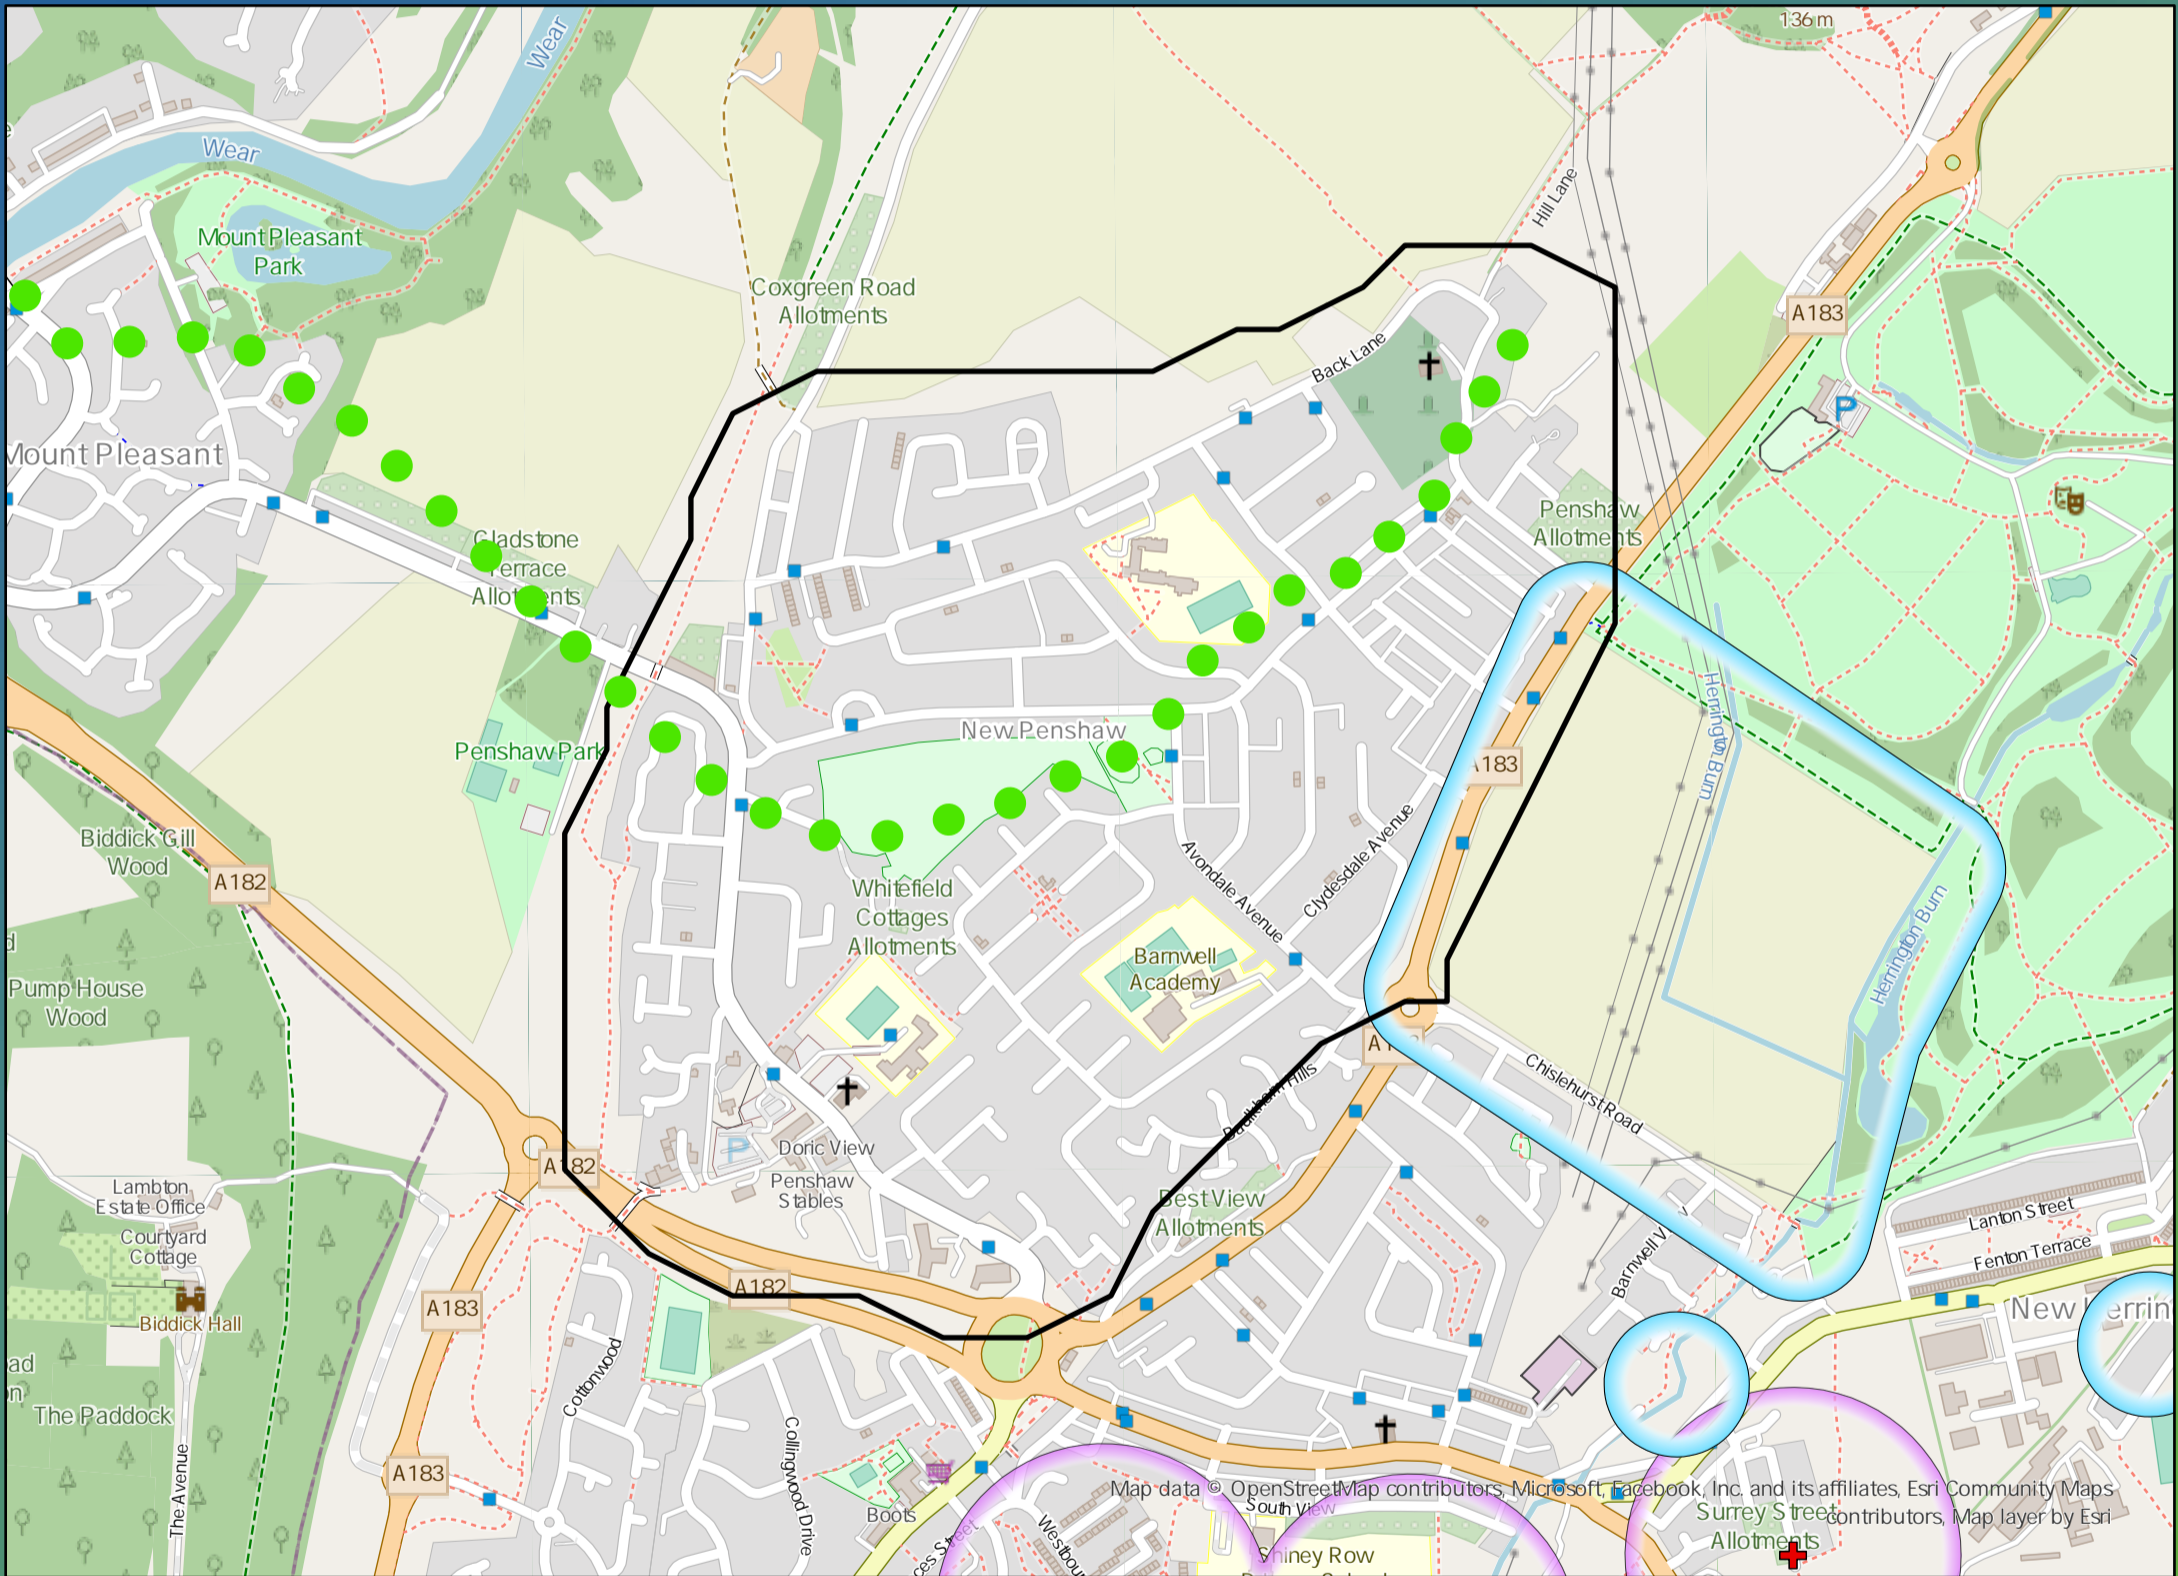 136 m
Wear
Wear
Mount Pleasant
Park
Hill Lane
Coxgreen Road
Allotments
A183
Back Lane
Mount Pleasant
Penshaw
Allotments
Gladstone
Terrace
Allotments
Herrington Burn
New Penshaw
Penshaw Park
A183
Biddick Gill
Wood
A182
Clydesdale Avenue
Avondale Avenue
Whitefield
Cottages
Allotments
Herrington Burn
Barnwell
Academy
Pump House
Wood
Chislehurst Road
Baulkham Hills
Doric View
A182
Penshaw
Stables
Lambton
Estate Office
Best View
Allotments
Lanton Street
Courtyard
Cottage
Fenton Terrace
Barnwell View
A182
A183
New Herrin
Biddick Hall
Cottonwood
The Paddock
Collingwood Drive
A183
The Avenue
Map data © OpenStreetMap contributors, Microsoft, Facebook, Inc. and its affiliates, Esri Community Maps
contributors, Map layer by Esri
Boots
South View
Surrey Street
Allotments
Shiney Row